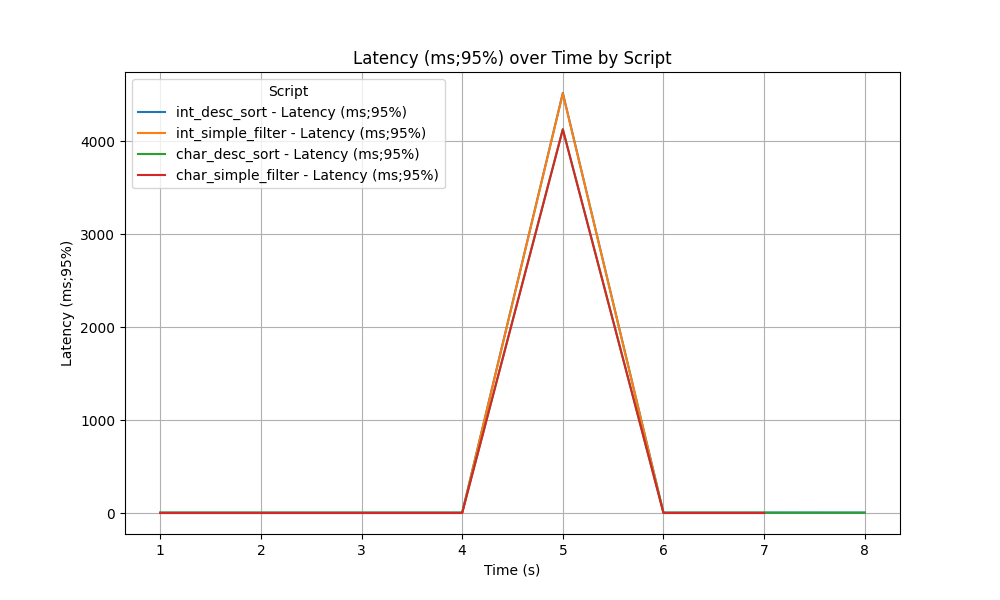 Latency (ms;95%) over Time by Script
Script
int_desc_sort - Latency (ms;95%)
int_simple_filter - Latency (ms;95%)
char_desc_sort - Latency (ms;95%)
char_simple_filter - Latency (ms;95%)
Latency (ms;95%)
4000
3000
2000
1000
0
1 2 3 4 5 6 7 8
Time (s)